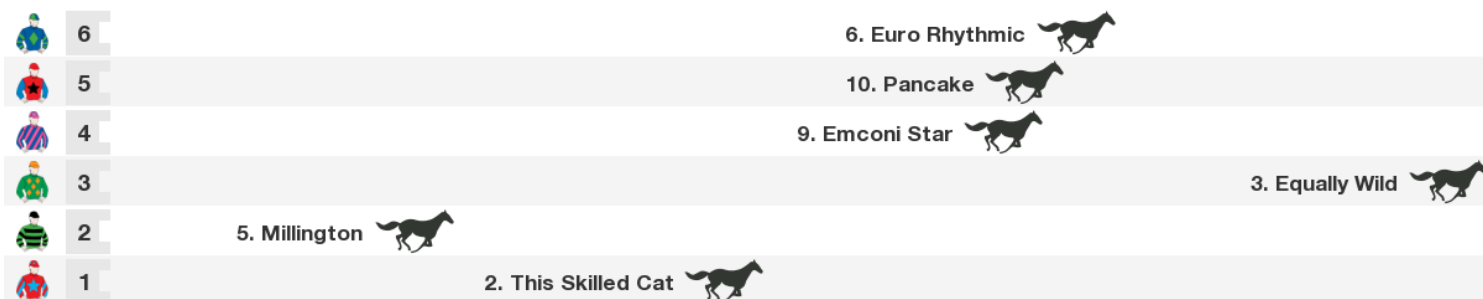 6 6. Euro Rhythmic
5 10. Pancake
4 9. Emconi Star
3 3. Equally Wild
2 5. Millington
1 2. This Skilled Cat